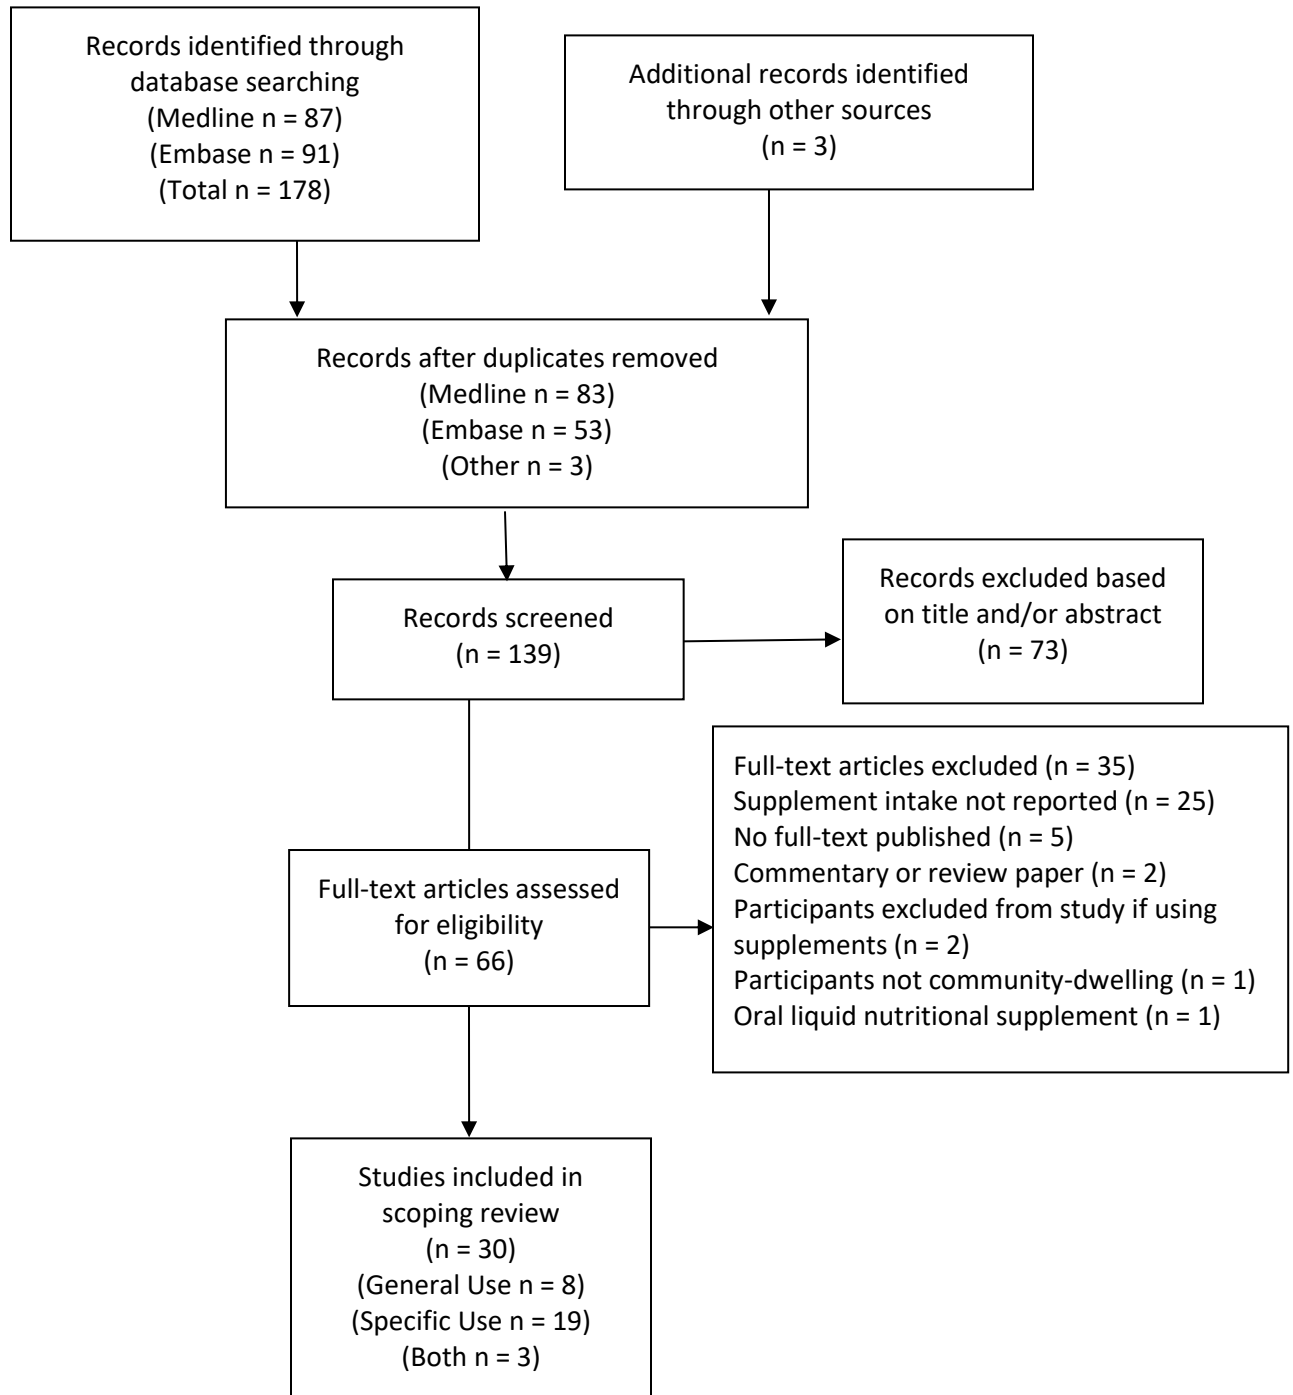 Records identified through
database searching
(Medline n = 87)
(Embase n = 91)
(Total n = 178)
Additional records identified
through other sources
(n = 3)
Records after duplicates removed
(Medline n = 83)
(Embase n = 53)
(Other n = 3)
Records screened
(n = 139)
Records excluded based
on title and/or abstract
(n = 73)
Full-text articles assessed
for eligibility
(n = 66)
Full-text articles excluded (n = 35)
Supplement intake not reported (n = 25)
No full-text published (n = 5)
Commentary or review paper (n = 2)
Participants excluded from study if using
supplements (n = 2)
Participants not community-dwelling (n = 1)
Oral liquid nutritional supplement (n = 1)
Studies included in
scoping review
(n = 30)
(General Use n = 8)
(Specific Use n = 19)
(Both n = 3)